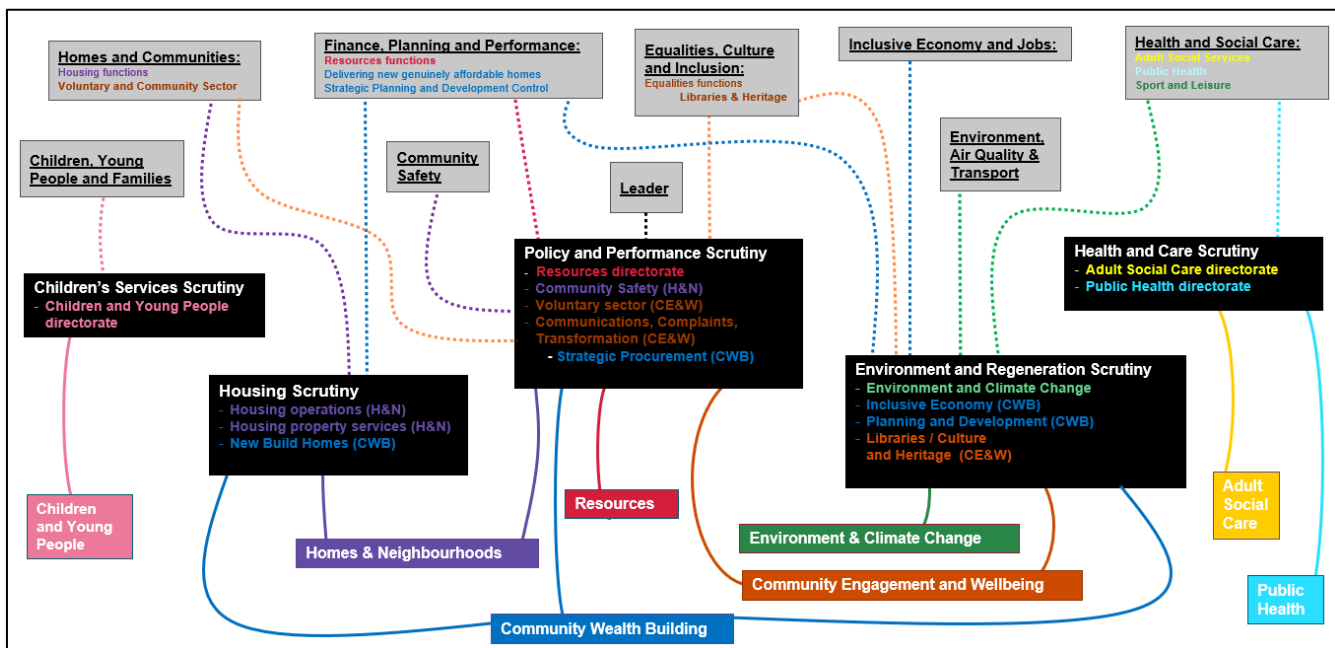 Homes and Communities:
Housing functions
Voluntary and Community Sector
Finance, Planning and Performance:
Resources functions
Delivering new genuinely affordable homes
Strategic Planning and Development Control
Equalities, Culture
and Inclusion:
Equalities functions
Libraries & Heritage
Inclusive Economy and Jobs:
Health and Social Care:
Adult Social Services
Public Health
Sport and Leisure
Children, Young
People and Families
Community
Safety
Leader
Environment,
Air Quality &
Transport
Children's Services Scrutiny
- Children and Young People
directorate
Policy and Performance Scrutiny
- Resources directorate
- Community Safety (H&N)
- Voluntary sector (CE&W)
- Communications, Complaints,
Transformation (CE&W)
- Strategic Procurement (CWB)
Health and Care Scrutiny
- Adult Social Care directorate
- Public Health directorate
Housing Scrutiny
- Housing operations (H&N)
- Housing property services (H&N)
- New Build Homes (CWB)
Environment and Regeneration Scrutiny
- Environment and Climate Change
- Inclusive Economy (CWB)
- Planning and Development (CWB)
- Libraries / Culture
and Heritage (CE&W)
Children
and Young
People
Homes & Neighbourhoods
Resources
Environment & Climate Change
Community Engagement and Wellbeing
Community Wealth Building
Adult
Social
Care
Public
Health